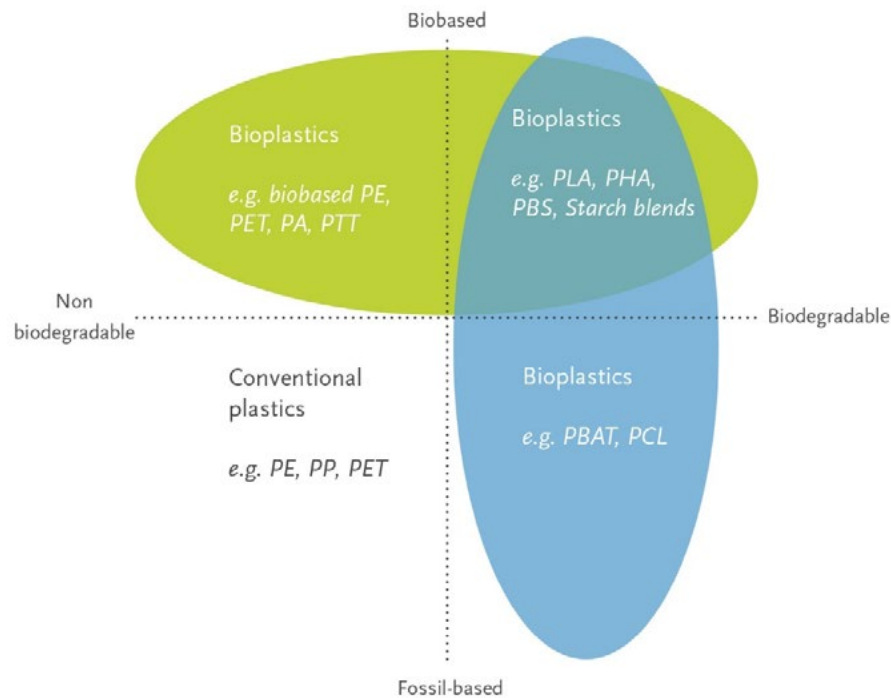 Biobased
Bioplastics
e.g. biobased PE,
PET, PA, PTT
Bioplastics
e.g. PLA, PHA,
PBS, Starch blends
Non
biodegradable
Biodegradable
Conventional
plastics
e.g. PE, PP, PET
Bioplastics
e.g. PBAT, PCL
Fossil-based